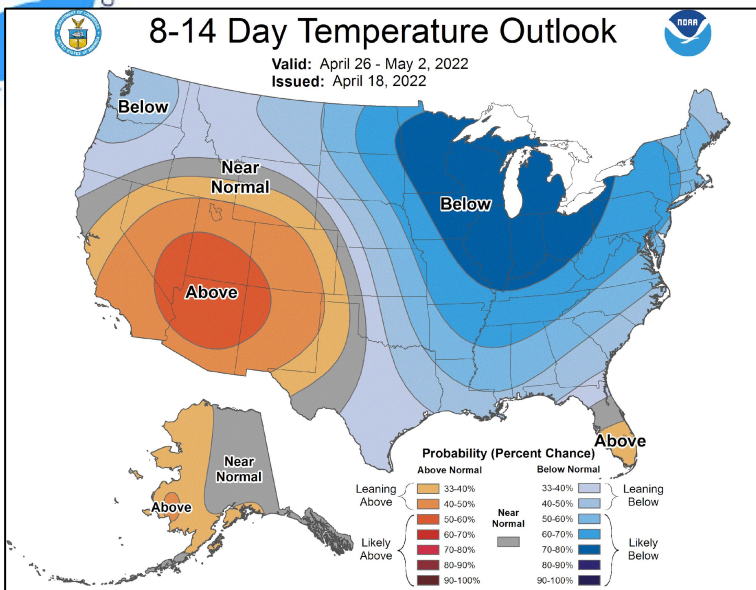 8-14 Day Temperature Outlook
NOAA
Valid: April 26 - May 2, 2022
Issued: April 18, 2022
Below
Near
Normal
Below
Above
Above
Near
Normal
Above
Probability (Percent Chance)
Above Normal
Below Normal
Leaning
Above
33-40%
40-50%
Likely
Above
50-60%
60-70%
70-80%
80-90%
90-100%
Near
Normal
33-40%
40-50%
Leaning
Below
50-60%
60-70%
70-80%
80-90%
90-100%
Likely
Below